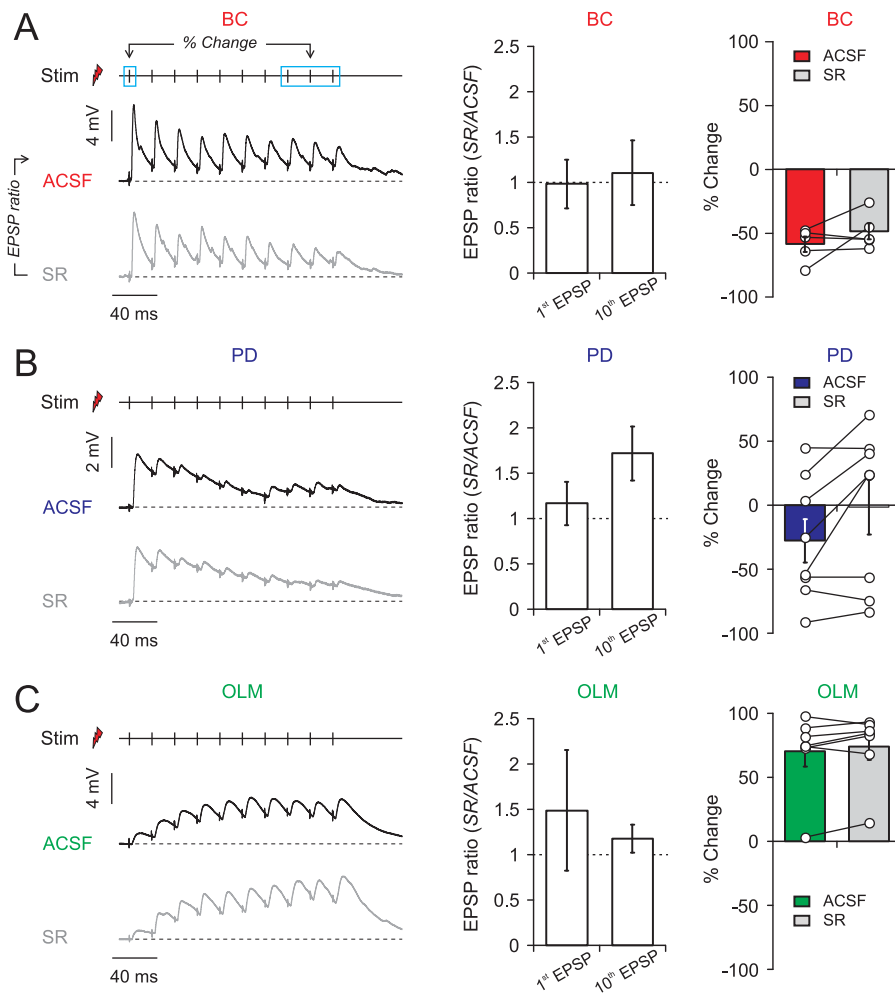 A
BC
% Change
Stim
4 mV
EPSP ratio
ACSF
SR
40 ms
BC
EPSP ratio (SR/ACSF)
2.5
2
1.5
1
0.5
0
1st EPSP
10th EPSP
BC
% Change
100
50
0
-50
-100
ACSF
SR
B
PD
Stim
2 mV
ACSF
SR
40 ms
PD
EPSP ratio (SR/ACSF)
2.5
2
1.5
1
0.5
0
1st EPSP
10th EPSP
PD
% Change
100
50
0
-50
-100
ACSF
SR
C
OLM
Stim
4 mV
ACSF
SR
40 ms
OLM
EPSP ratio (SR/ACSF)
2.5
2
1.5
1
0.5
0
1st EPSP
10th EPSP
OLM
% Change
100
50
0
-50
-100
ACSF
SR